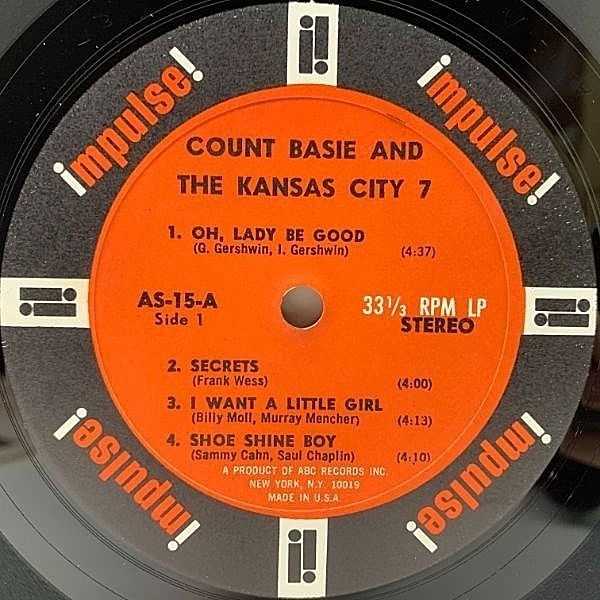 impulse!
impulse!
COUNT BASIE AND
THE KANSAS CITY 7
1. OH, LADY BE GOOD
(G. Gershwin, I. Gershwin) (4:37)
AS-15-A
Side 1
33 1/3 RPM LP
STEREO
2. SECRETS
(Frank Wess) (4:00)
3. I WANT A LITTLE GIRL
(Billy Moll, Murray Mencher) (4:13)
4. SHOE SHINE BOY
(Sammy Cahn, Saul Chaplin) (4:10)
A PRODUCT OF ABC RECORDS INC.
NEW YORK, N.Y. 10019
MADE IN U.S.A.
impulse!
impulse!